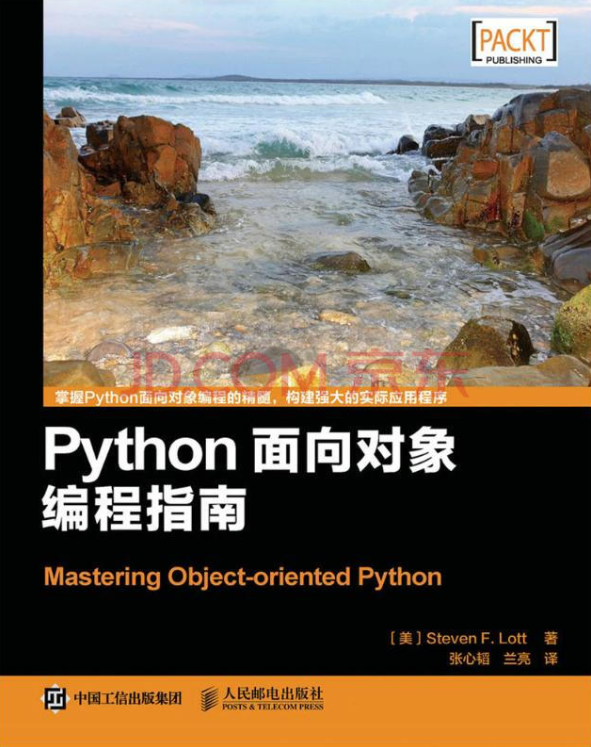 PACKT
PUBLISHING
JD.COM 京东
掌握Python面向对象编程的精髓，构建强大的实际应用程序
Python 面向对象
编程指南
Mastering Object-oriented Python
［美］Steven F. Lott 著
张心韬 兰亮 译
中国工信出版集团 人民邮电出版社
POSTS & TELECOM PRESS